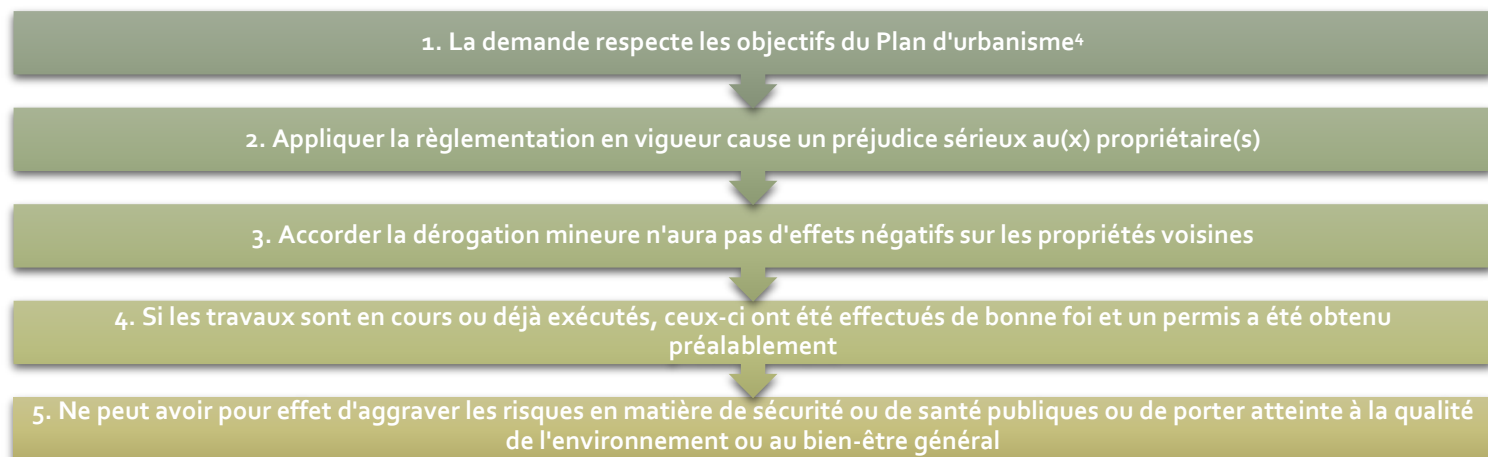 1. La demande respecte les objectifs du Plan d'urbanisme⁴
2. Appliquer la règlementation en vigueur cause un préjudice sérieux au(x) propriétaire(s)
3. Accorder la dérogation mineure n'aura pas d'effets négatifs sur les propriétés voisines
4. Si les travaux sont en cours ou déjà exécutés, ceux-ci ont été effectués de bonne foi et un permis a été obtenu
préalablement
5. Ne peut avoir pour effet d'aggraver les risques en matière de sécurité ou de santé publiques ou de porter atteinte à la qualité
de l'environnement ou au bien-être général